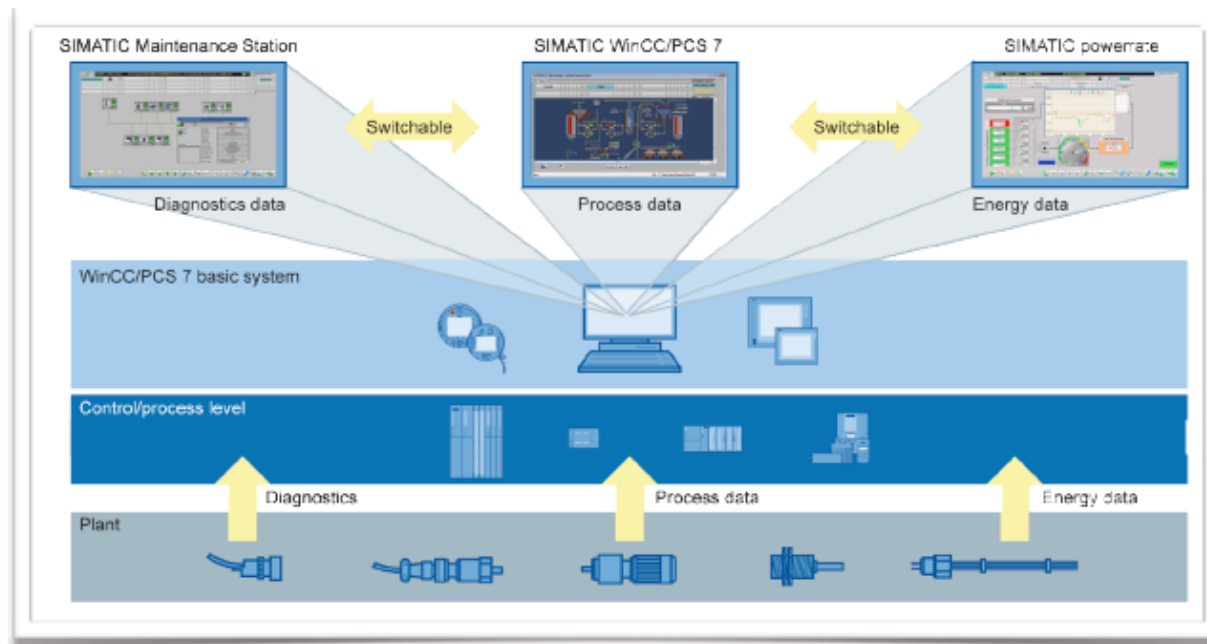 SIMATIC Maintenance Station
SIMATIC WinCC/PCS 7
SIMATIC powerrate
Switchable
Switchable
Diagnostics data
Process data
Energy data
WinCC/PCS 7 basic system
Control/process level
Diagnostics
Process data
Energy data
Plant